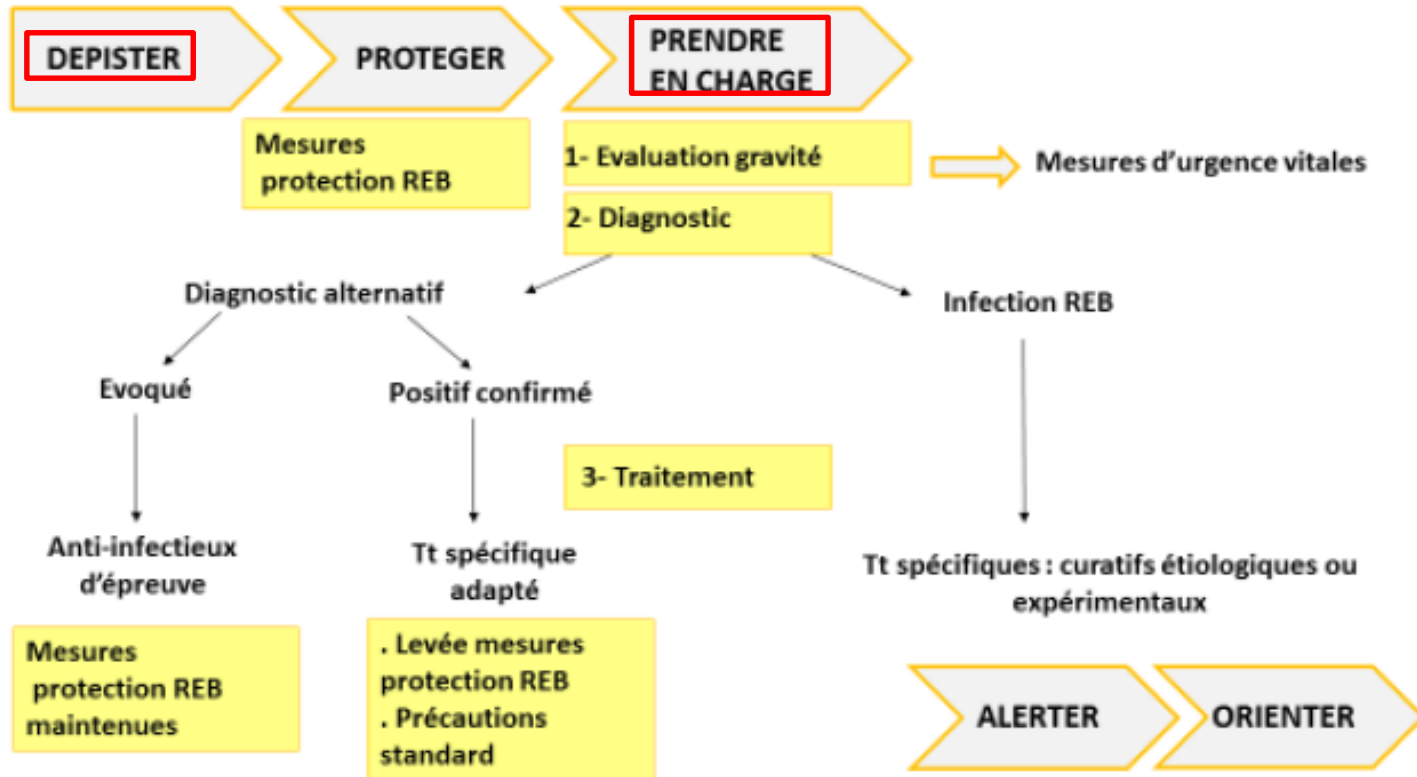 DEPISTER
PROTEGER
PRENDRE
EN CHARGE
Mesures
protection REB
1- Evaluation gravité
Mesures d'urgence vitales
2- Diagnostic
Diagnostic alternatif
Infection REB
Evoqué
Positif confirmé
3- Traitement
Anti-infectieux
d'épreuve
Tt spécifique
adapté
Tt spécifiques : curatifs étiologiques ou
expérimentaux
Mesures
protection REB
maintenues
. Levée mesures
protection REB
. Précautions
standard
ALERTER
ORIENTER